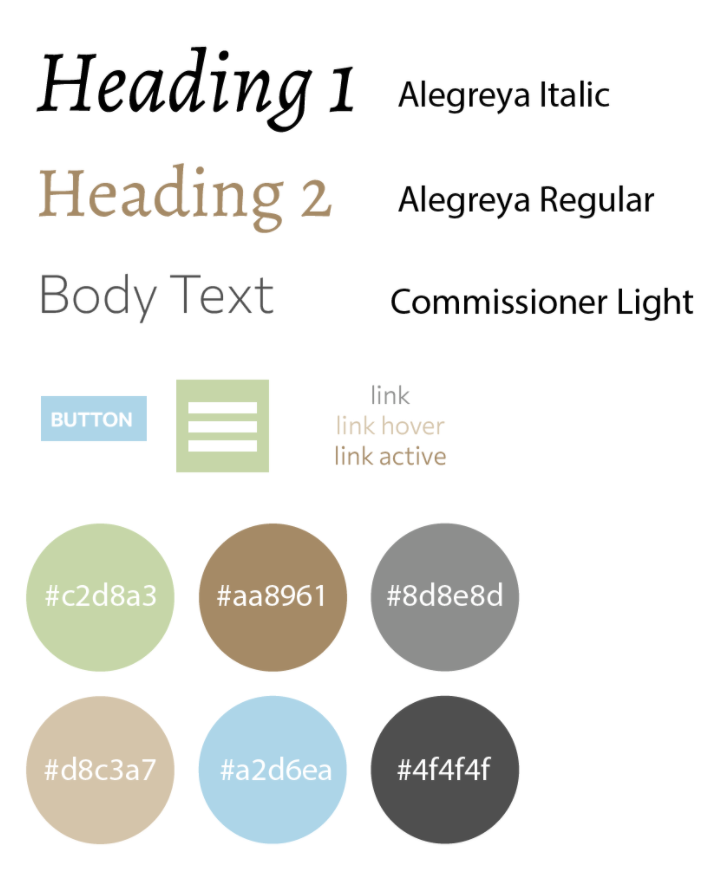 Heading 1 Alegreya Italic
Heading 2 Alegreya Regular
Body Text Commissioner Light
BUTTON
link
link hover
link active
#c2d8a3 #aa8961 #8d8e8d
#d8c3a7 #a2d6ea #4f4f4f